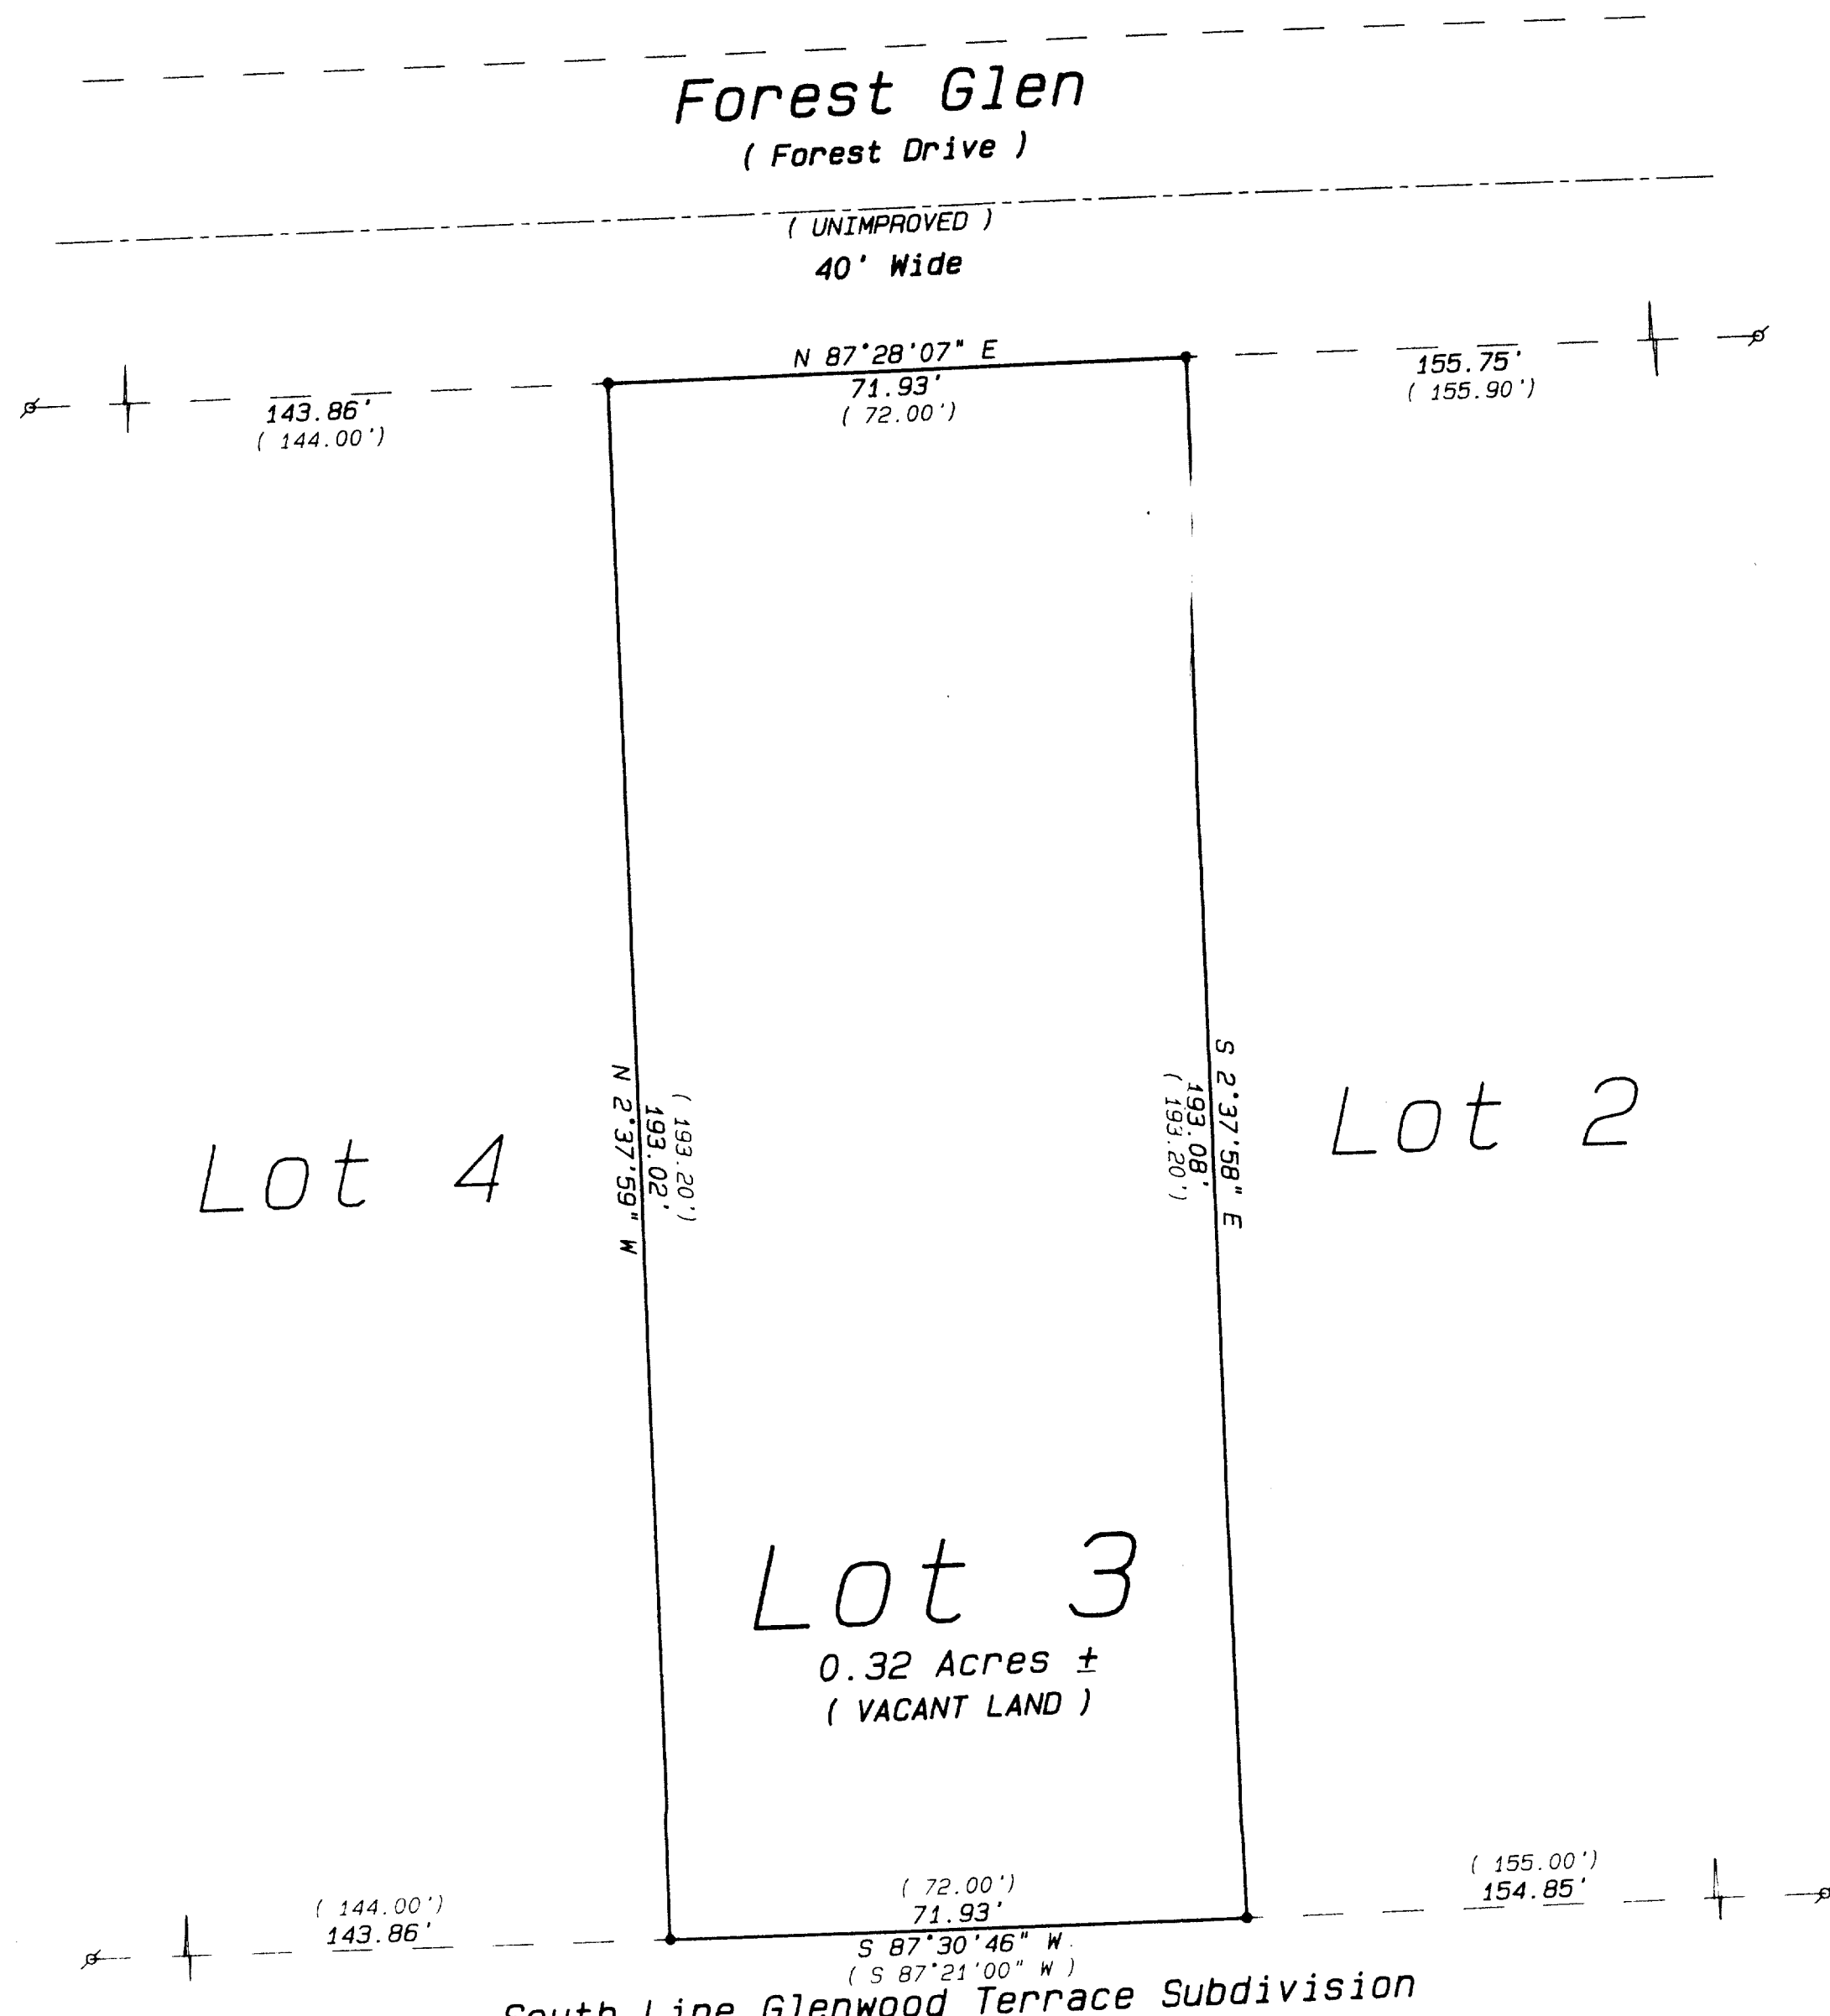 Forest Glen
( Forest Drive )
( UNIMPROVED )
40' Wide
N 87°28'07" E
71.93'
( 72.00')
143.86'
( 144.00')
155.75'
( 155.90')
N 2°37'59" W
193.02'
( 193.20')
S 2°37'58" E
193.08'
( 193.20')
Lot 4
Lot 2
Lot 3
0.32 Acres ±
( VACANT LAND )
( 144.00')
143.86'
( 72.00')
71.93'
( 155.00')
154.85'
S 87°30'46" W
( S 87°21'00" W )
South Line Glenwood Terrace Subdivision